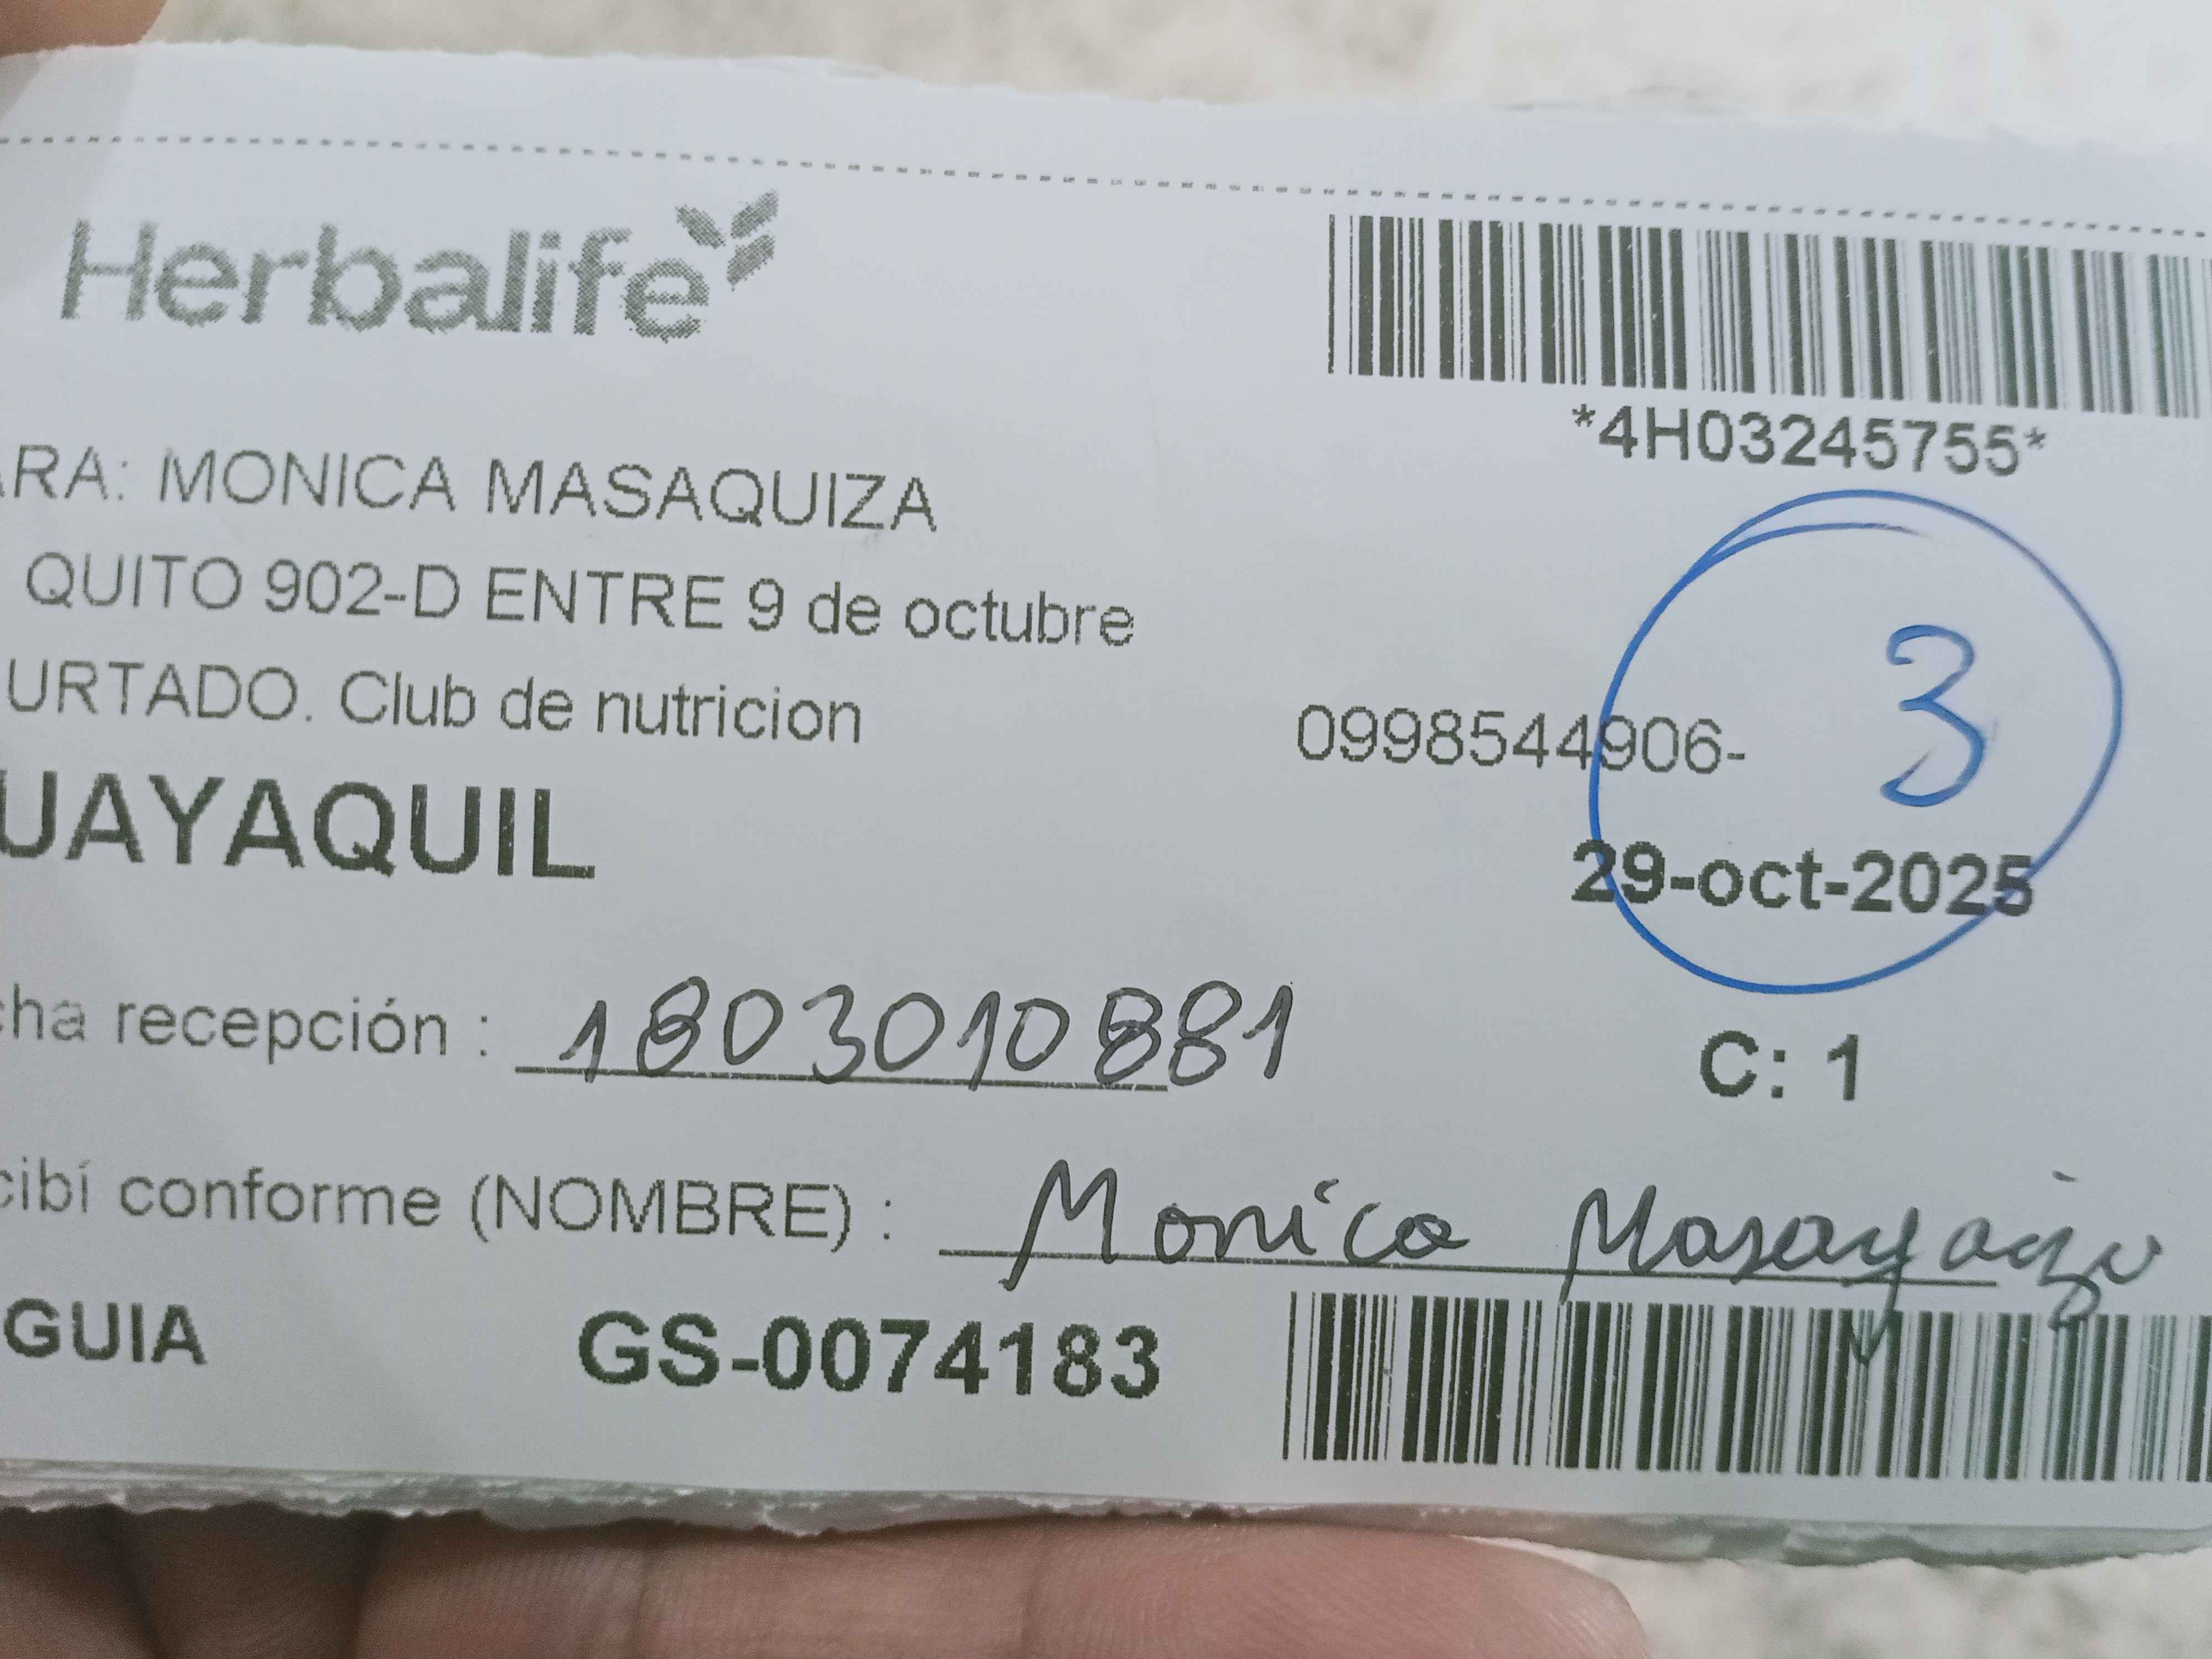 Herbalife
*4H03245755*
ARA: MONICA MASAQUIZA
QUITO 902-D ENTRE 9 de octubre
URTADO. Club de nutricion
0998544906-
3
UAYAQUIL
29-oct-2025
cha recepción : 1803010881
C: 1
cibí conforme (NOMBRE) : Monica
GUIA GS-0074183